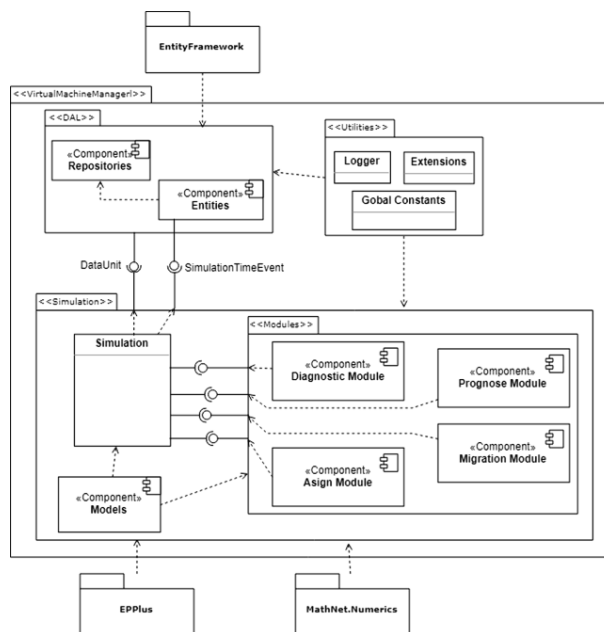 EntityFramework
<<VirtualMachineManagerl>>
<<DAL>>
<<Utilities>>
«Component»
Repositories
Logger
Extensions
«Component»
Entities
Gobal Constants
DataUnit
SimulationTimeEvent
<<Simulation>>
<<Modules>>
Simulation
«Component»
Diagnostic Module
«Component»
Prognose Module
«Component»
Migration Module
«Component»
Asign Module
«Component»
Models
EPPlus
MathNet.Numerics